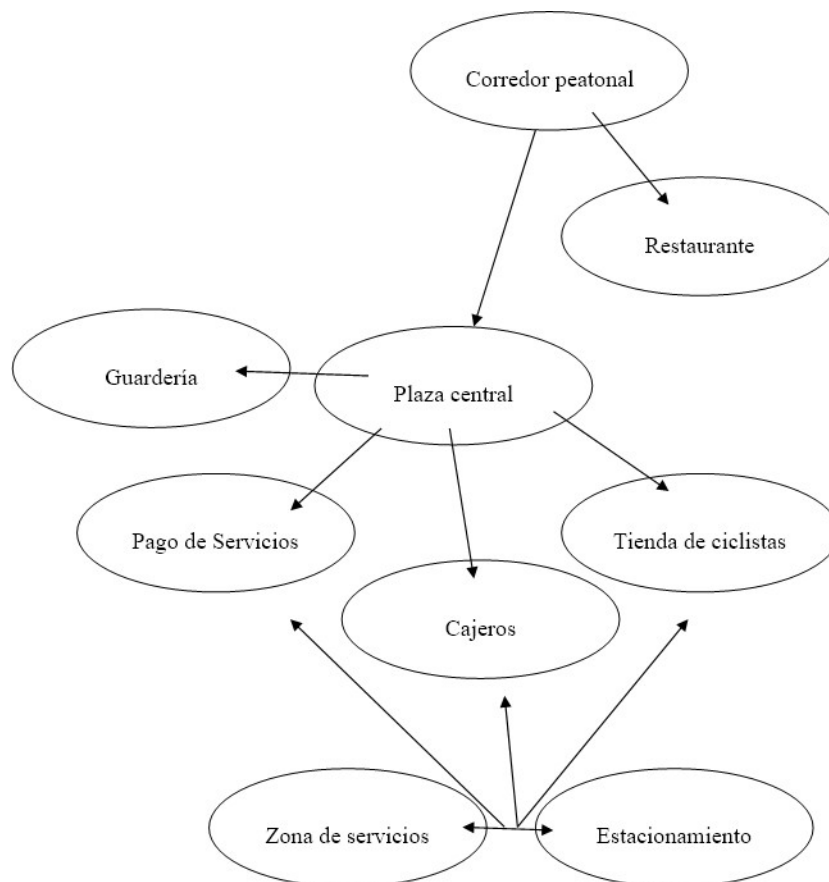 Corredor peatonal
Restaurante
Guardería
Plaza central
Pago de Servicios
Tienda de ciclistas
Cajeros
Zona de servicios
Estacionamiento